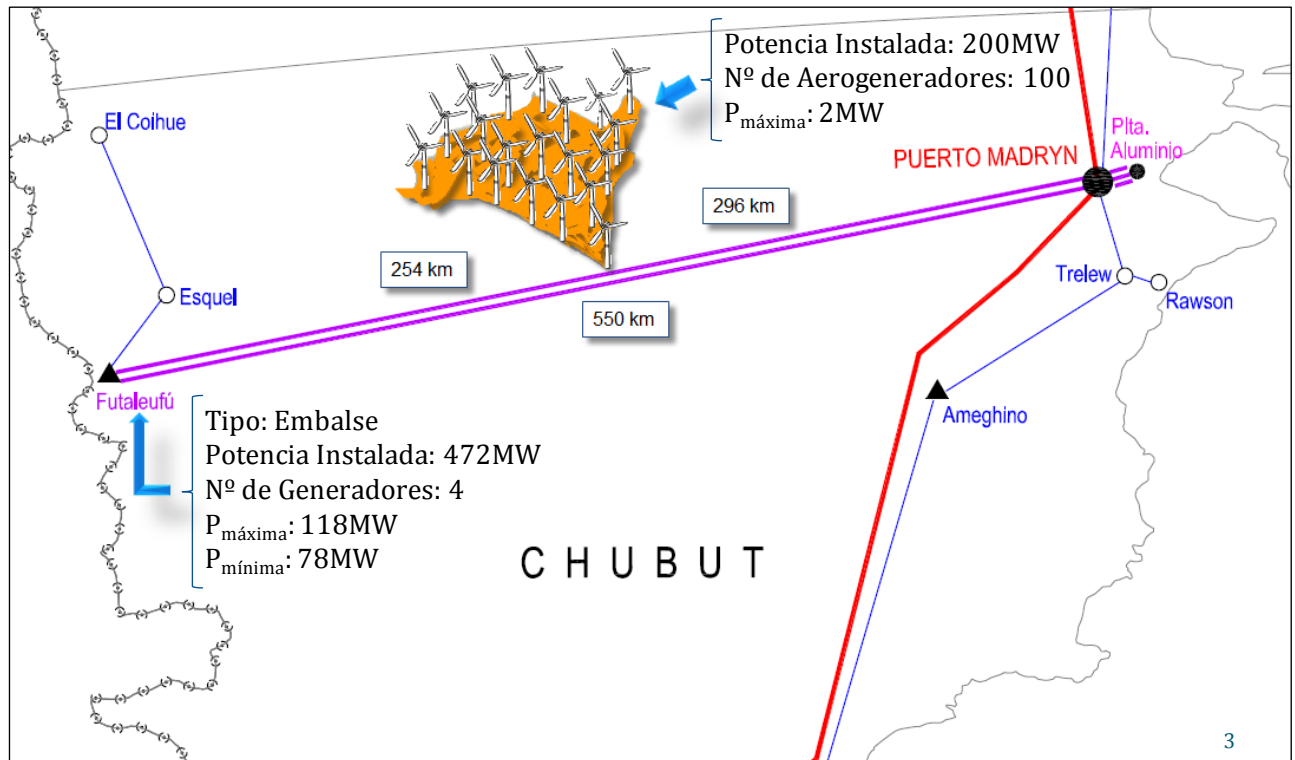 Potencia Instalada: 200MW
Nº de Aerogeneradores: 100
Pmáxima: 2MW
El Coihue
Plta.
Aluminio
PUERTO MADRYN
296 km
254 km
Esquel
550 km
Trelew
Rawson
Futaleufú
Ameghino
Tipo: Embalse
Potencia Instalada: 472MW
Nº de Generadores: 4
Pmáxima: 118MW
Pmínima: 78MW
CHUBUT
3